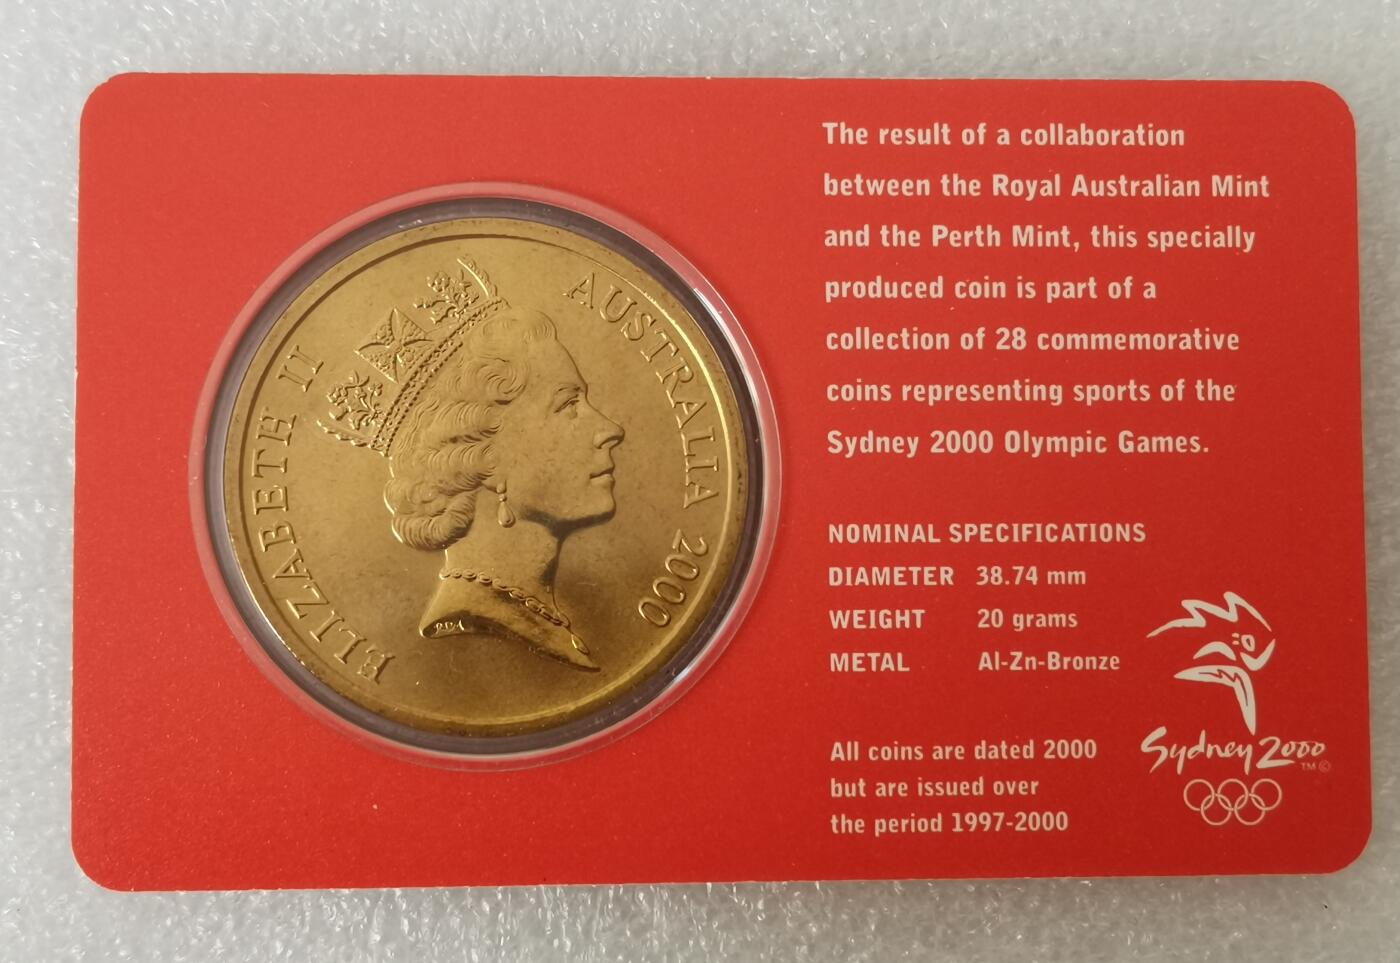 ELIZABETH II
AUSTRALIA 2000
RDM
The result of a collaboration
between the Royal Australian Mint
and the Perth Mint, this specially
produced coin is part of a
collection of 28 commemorative
coins representing sports of the
Sydney 2000 Olympic Games.
NOMINAL SPECIFICATIONS
DIAMETER 38.74 mm
WEIGHT 20 grams
METAL Al-Zn-Bronze
All coins are dated 2000
but are issued over
the period 1997-2000
Sydney 2000
TM ©